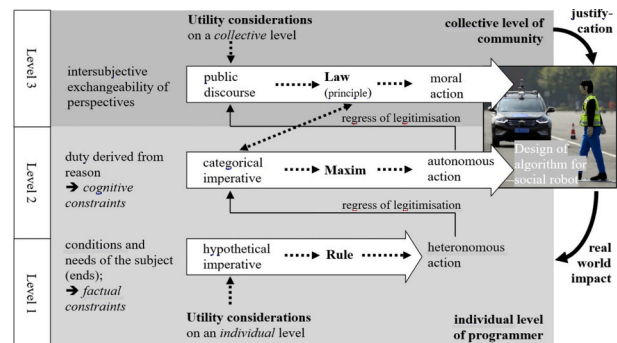 Utility considerations
on a collective level
collective level of
community
justify-
cation
Level 3
intersubjective
exchangeability of
perspectives
public
discourse
Law
(principle)
moral
action
regress of legitimisation
Level 2
duty derived from
reason
➔ cognitive
constraints
categorical
imperative
Maxim
autonomous
action
Design of
algorithm for
social robot
regress of legitimisation
Level 1
conditions and
needs of the subject
(ends);
➔ factual
constraints
hypothetical
imperative
Rule
heteronomous
action
real
world
impact
Utility considerations
on an individual level
individual level
of programmer